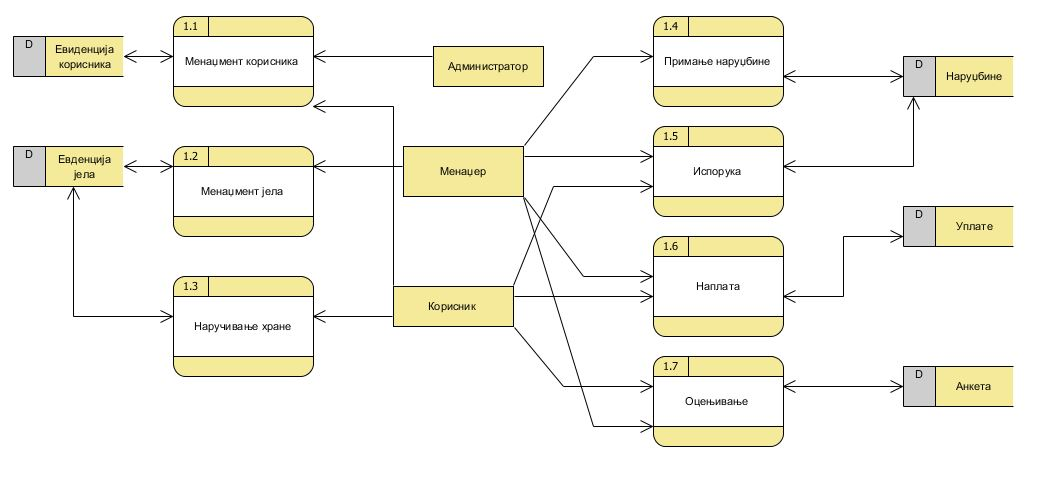 1.1
Менаџмент корисника
D
Евиденција
корисника
Администратор
1.4
Примање наруџбине
D
Наруџбине
1.2
Менаџмент јела
D
Евденција
јела
Менаџер
1.5
Испорука
1.3
Наручивање хране
Корисник
1.6
Наплата
D
Уплате
1.7
Оцењивање
D
Анкета